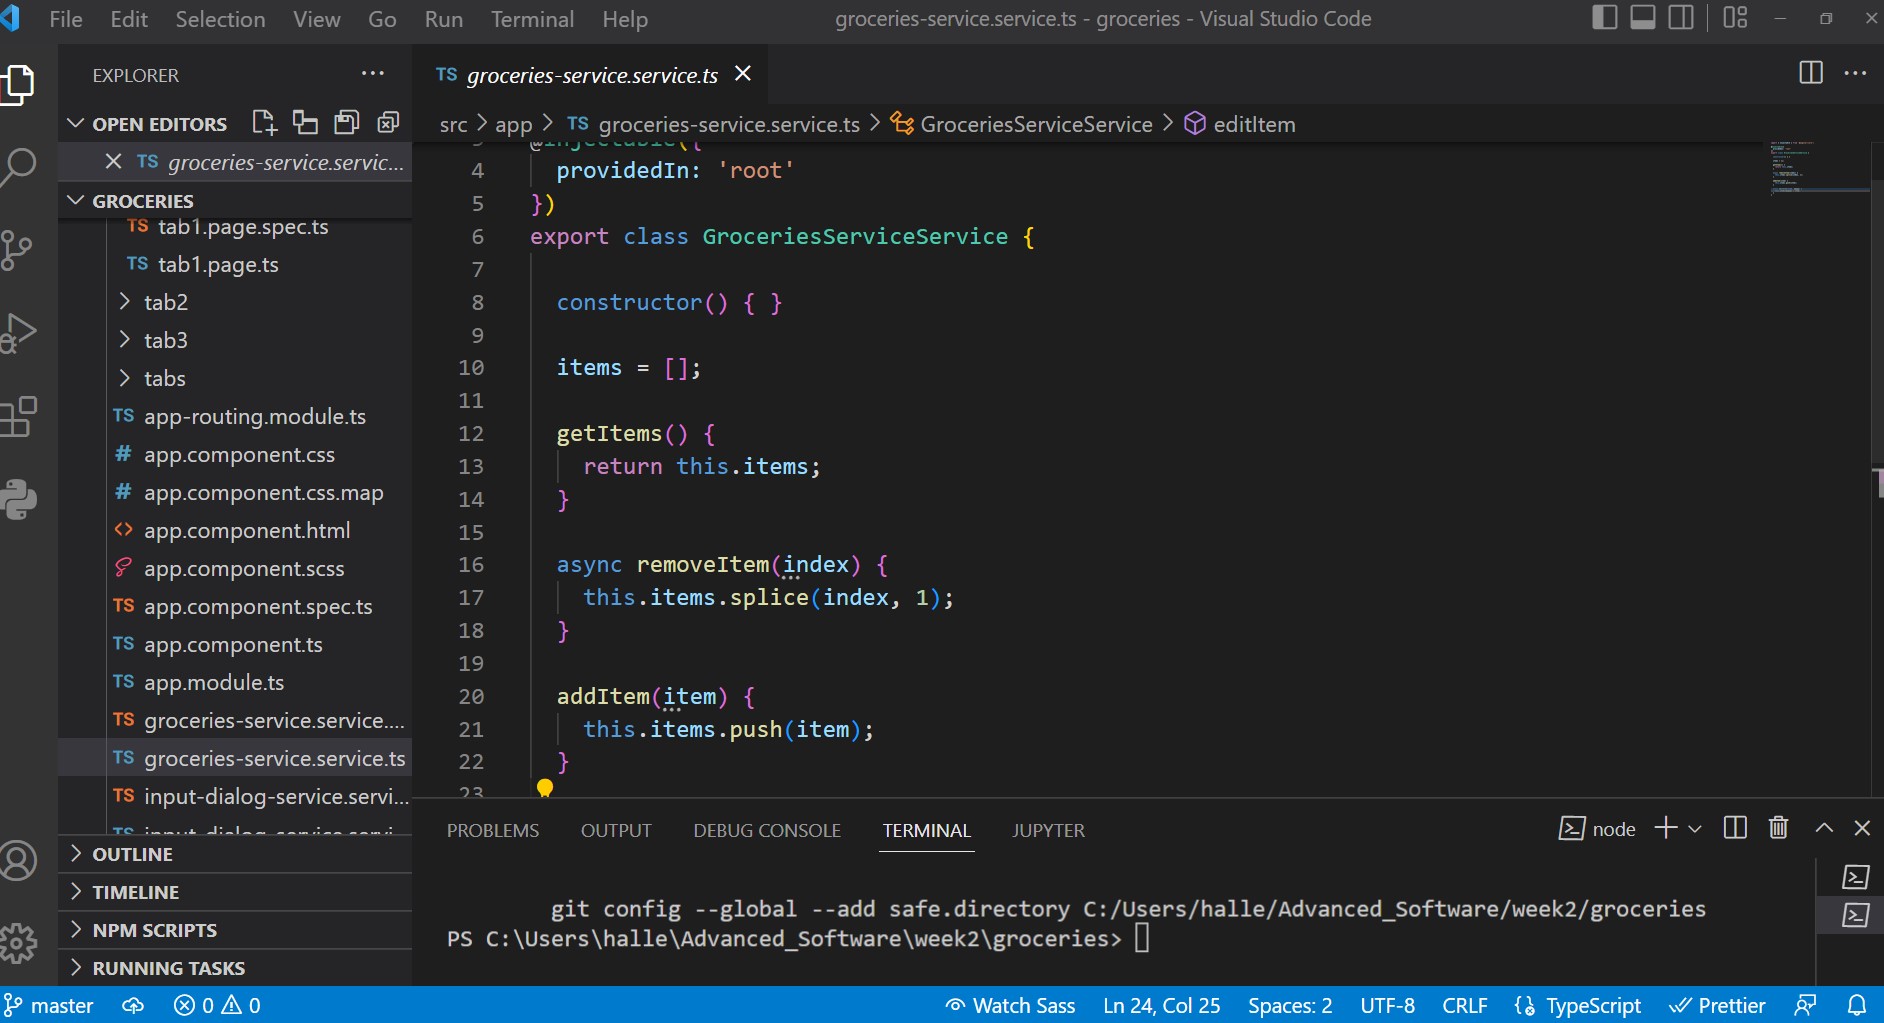 File Edit Selection View Go Run Terminal Help groceries-service.service.ts - groceries - Visual Studio Code
EXPLORER ...
OPEN EDITORS
TS groceries-service.servic...
GROCERIES
TS tab1.page.spec.ts
TS tab1.page.ts
tab2
tab3
tabs
TS app-routing.module.ts
# app.component.css
# app.component.css.map
<> app.component.html
app.component.scss
TS app.component.spec.ts
TS app.component.ts
TS app.module.ts
TS groceries-service.service....
TS groceries-service.service.ts
TS input-dialog-service.servi...
TS input-dialog-service.servi...
OUTLINE
TIMELINE
NPM SCRIPTS
RUNNING TASKS
TS groceries-service.service.ts
src > app > TS groceries-service.service.ts > GroceriesServiceService > editItem
3 @Injectable({
4 providedIn: 'root'
5 })
6 export class GroceriesServiceService {
7
8 constructor() { }
9
10 items = [];
11
12 getItems() {
13 return this.items;
14 }
15
16 async removeItem(index) {
17 this.items.splice(index, 1);
18 }
19
20 addItem(item) {
21 this.items.push(item);
22 }
23
PROBLEMS OUTPUT DEBUG CONSOLE TERMINAL JUPYTER node
git config --global --add safe.directory C:/Users/halle/Advanced_Software/week2/groceries
PS C:\Users\halle\Advanced_Software\week2\groceries>
master 0 0 Watch Sass Ln 24, Col 25 Spaces: 2 UTF-8 CRLF TypeScript Prettier